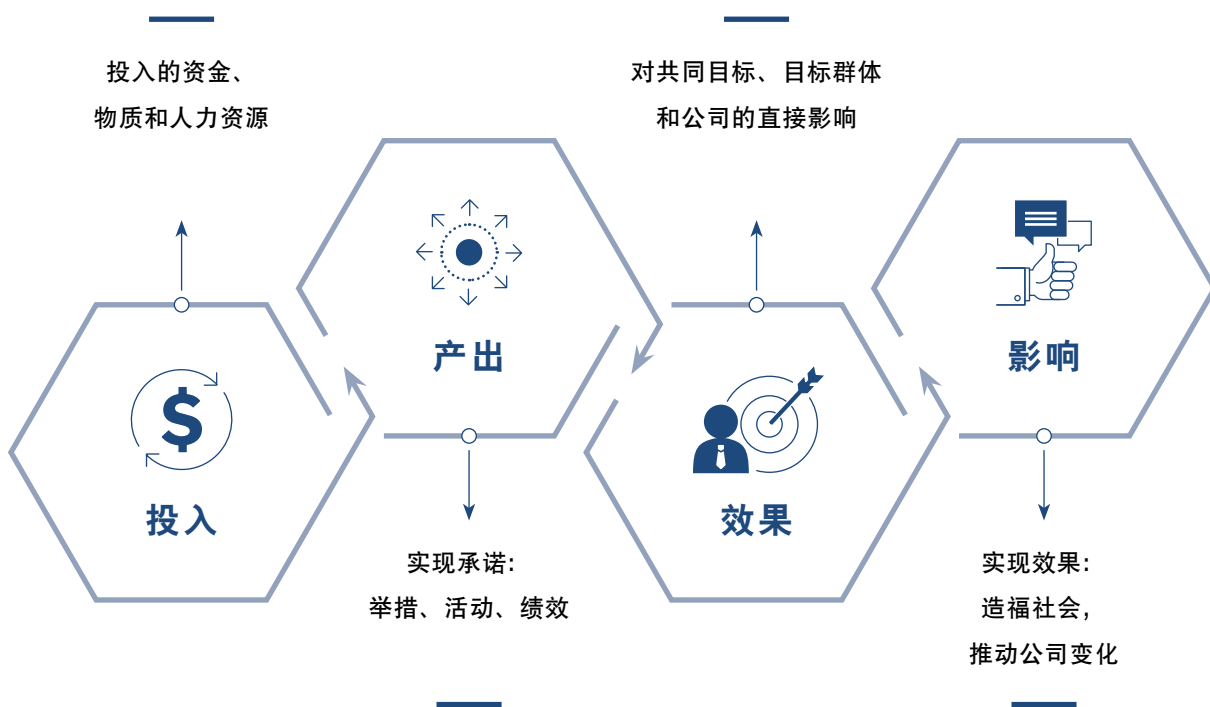 投入的资金、
物质和人力资源
投入
产出
实现承诺:
举措、活动、绩效
对共同目标、目标群体
和公司的直接影响
效果
影响
实现效果:
造福社会,
推动公司变化